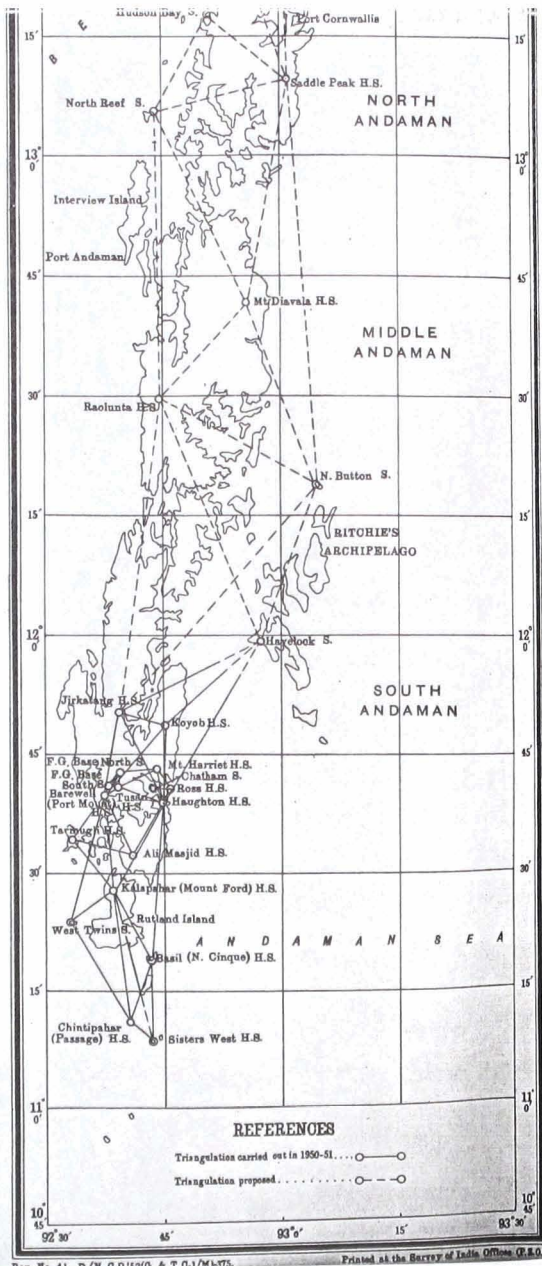 Hudson Bay S.
Port Cornwallis
15' 15'
B E
Saddle Peak H.S.
North Reef S.
NORTH
ANDAMAN
13° 0' 13° 0'
Interview Island
Port Andaman
45' 45'
Mt. Diavala H.S.
MIDDLE
ANDAMAN
30' 30'
Raolunta H.S.
N. Button S.
15' 15'
RITCHIE'S
ARCHIPELAGO
12° 0' 12° 0'
Havelock S.
SOUTH
ANDAMAN
Jirkatang H.S.
Koyob H.S.
45' 45'
F.G. Base North S.
Mt. Harriet H.S.
F.G. Base
South S.
Chatham S.
Ross H.S.
Barewell
(Port Mount) H.S.
Tusan
Haughton H.S.
Tarmugh H.S.
Ali Masjid H.S.
30' 30'
Kalapahar (Mount Ford) H.S.
Rutland Island
West Twins S.
ANDAMAN SEA
Basil (N. Cinque) H.S.
15' 15'
Chintipahar
(Passage) H.S.
Sisters West H.S.
11° 0' 11° 0'
REFERENCES
Triangulation carried out in 1950-51....
Triangulation proposed............
10° 45' 10° 45'
92° 30' 45' 93° 0' 15' 93° 30'
Printed at the Survey of India Offices (P.Z.O.